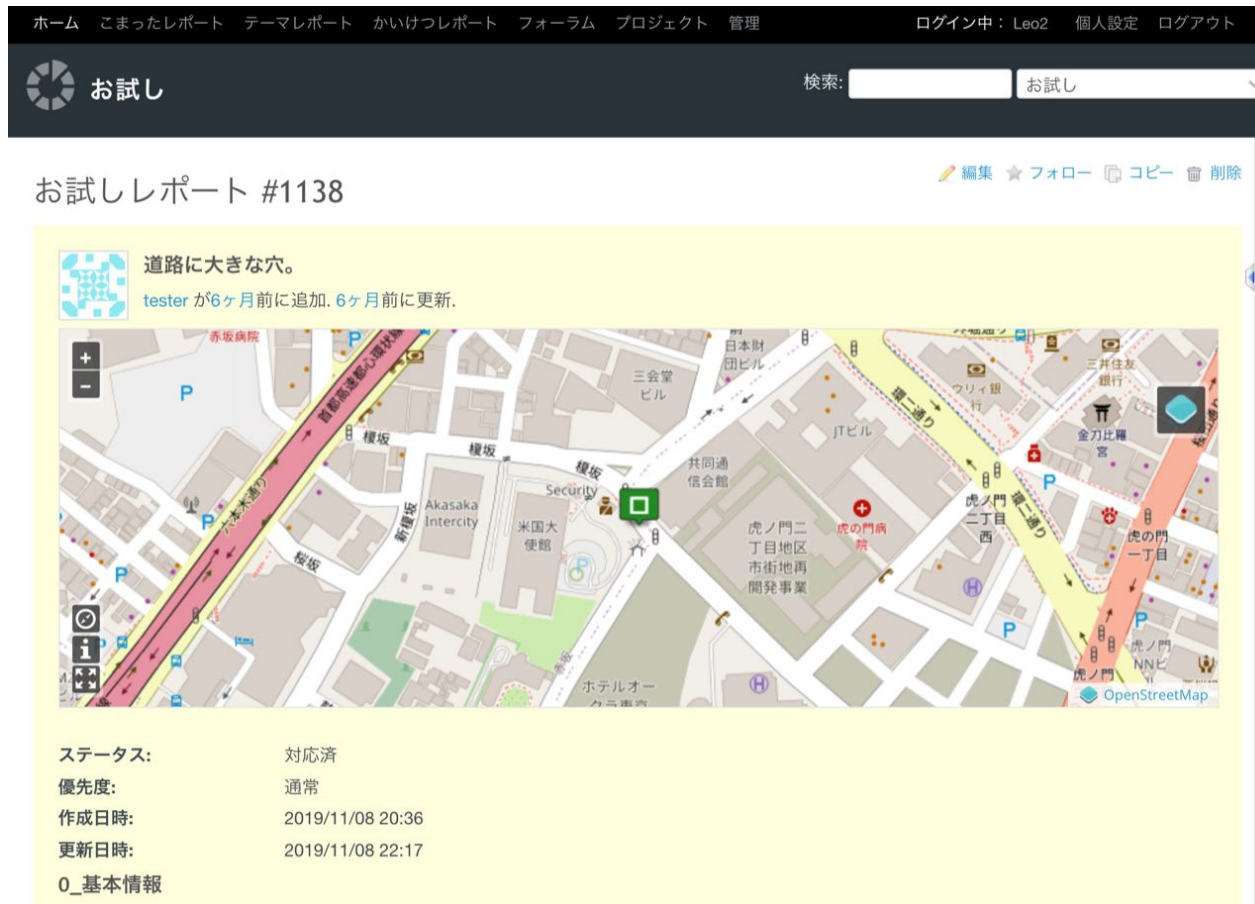 ホーム こまったレポート テーマレポート かいけつレポート フォーラム プロジェクト 管理 ログイン中： Leo2 個人設定 ログアウト
お試し 検索: お試し
お試しレポート #1138
編集 フォロー コピー 削除
道路に大きな穴。
tester が6ヶ月前に追加. 6ヶ月前に更新.
赤坂病院
P
首都高速都心環状線
日本財
団ビル
三会堂
ビル
三井住友
銀行
ウリィ銀
行
環二通り
金刀比羅
宮
JTビル
P
榎坂
榎坂
榎坂
共同通
信会館
Security
Akasaka
Intercity
新榎坂
米国大
使館
六本木通り
P
桜坂
虎ノ門二
丁目地区
市街地再
開発事業
虎の門病
院
虎ノ門
二丁目
西
環二通り
P
虎の門
一丁目
P
P
H
P
P
赤坂
虎ノ門
NNビ
ル
虎ノ門
ホテルオー
クラ東京
H
+
−
i
OpenStreetMap
ステータス: 対応済
優先度: 通常
作成日時: 2019/11/08 20:36
更新日時: 2019/11/08 22:17
0_基本情報